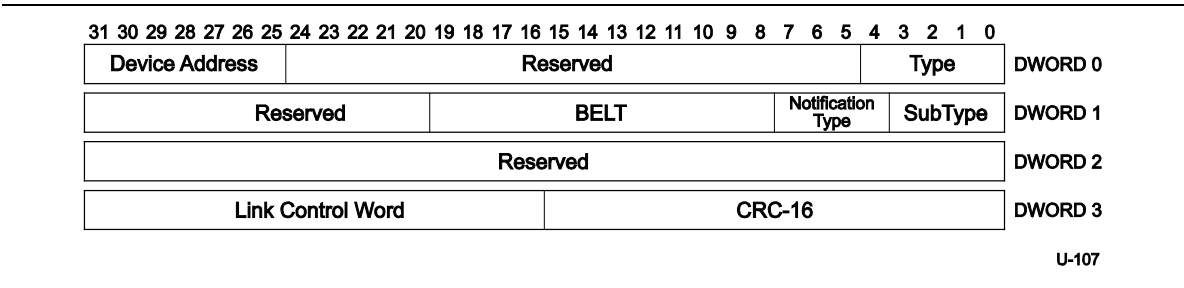 31 30 29 28 27 26 25 24 23 22 21 20 19 18 17 16 15 14 13 12 11 10 9 8 7 6 5 4 3 2 1 0
Device Address Reserved Type DWORD 0
Reserved BELT Notification Type SubType DWORD 1
Reserved DWORD 2
Link Control Word CRC-16 DWORD 3
U-107